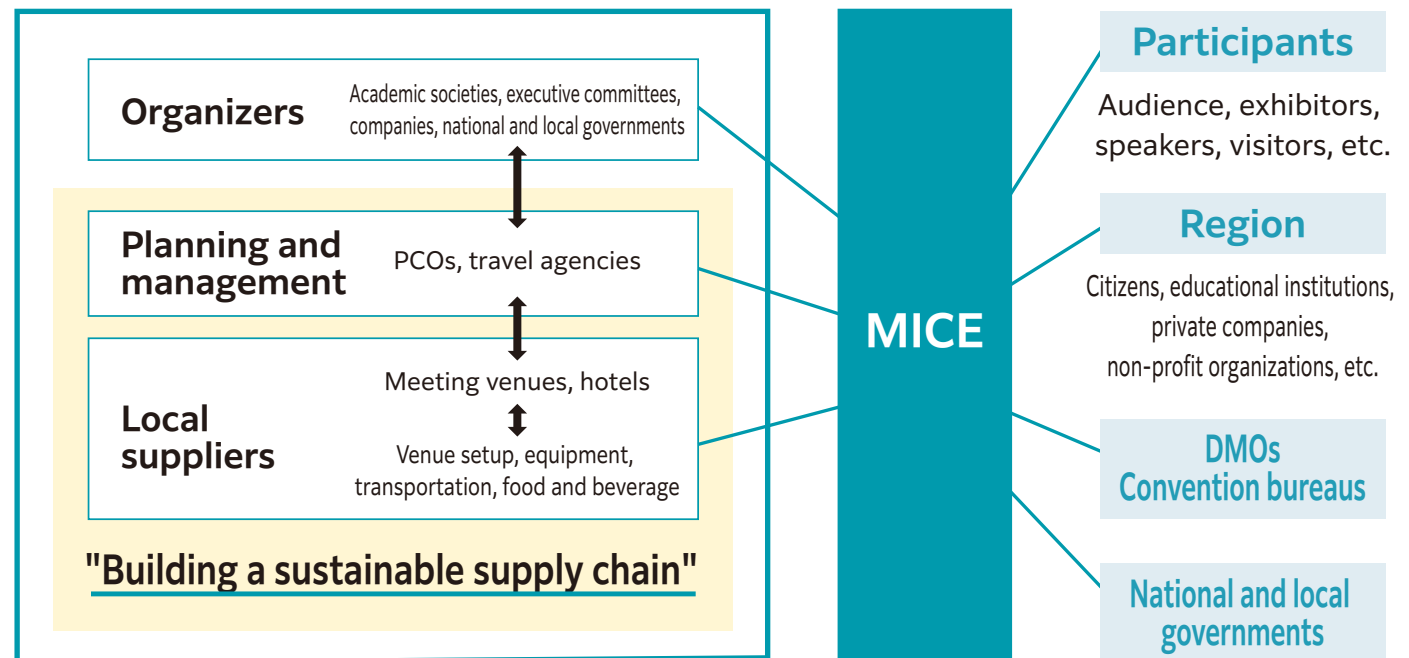 Organizers
Academic societies, executive committees,
companies, national and local governments
Planning and
management
PCOs, travel agencies
Local
suppliers
Meeting venues, hotels
Venue setup, equipment,
transportation, food and beverage
"Building a sustainable supply chain"
MICE
Participants
Audience, exhibitors,
speakers, visitors, etc.
Region
Citizens, educational institutions,
private companies,
non-profit organizations, etc.
DMOs
Convention bureaus
National and local
governments